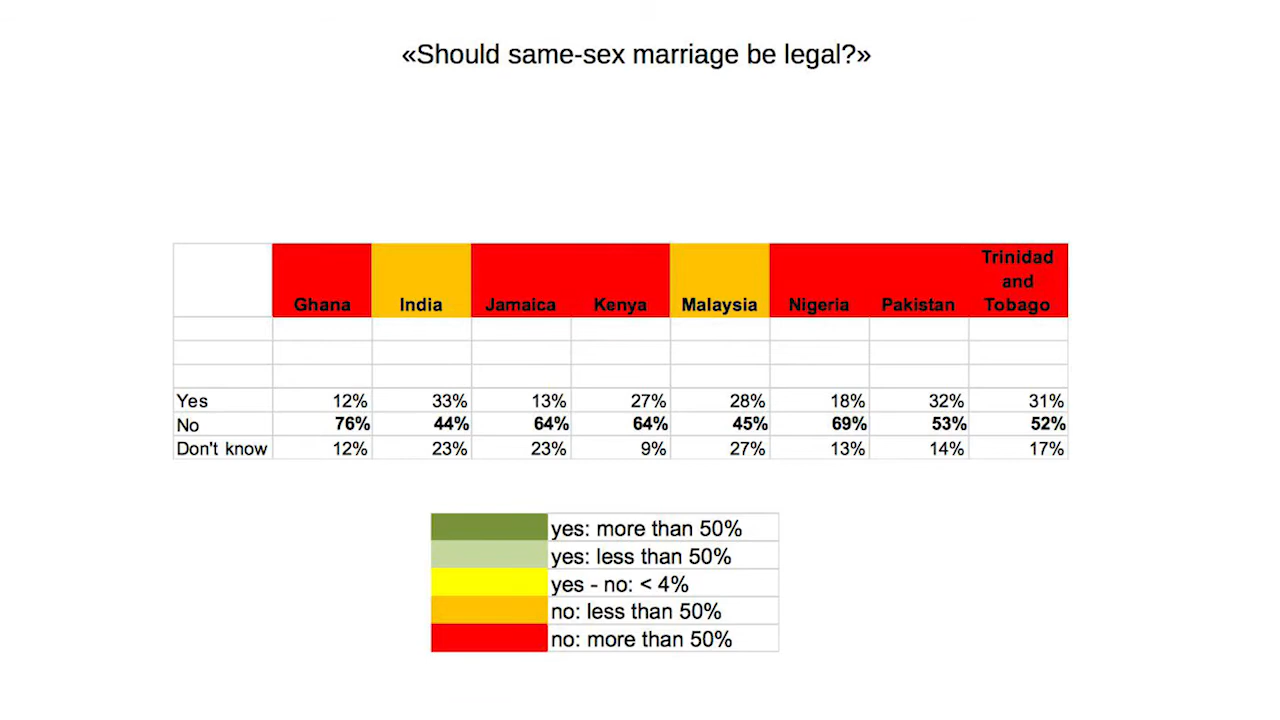 «Should same-sex marriage be legal?»
Ghana India Jamaica Kenya Malaysia Nigeria Pakistan Trinidad and Tobago
Yes 12% 33% 13% 27% 28% 18% 32% 31%
No 76% 44% 64% 64% 45% 69% 53% 52%
Don't know 12% 23% 23% 9% 27% 13% 14% 17%
yes: more than 50%
yes: less than 50%
yes - no: < 4%
no: less than 50%
no: more than 50%